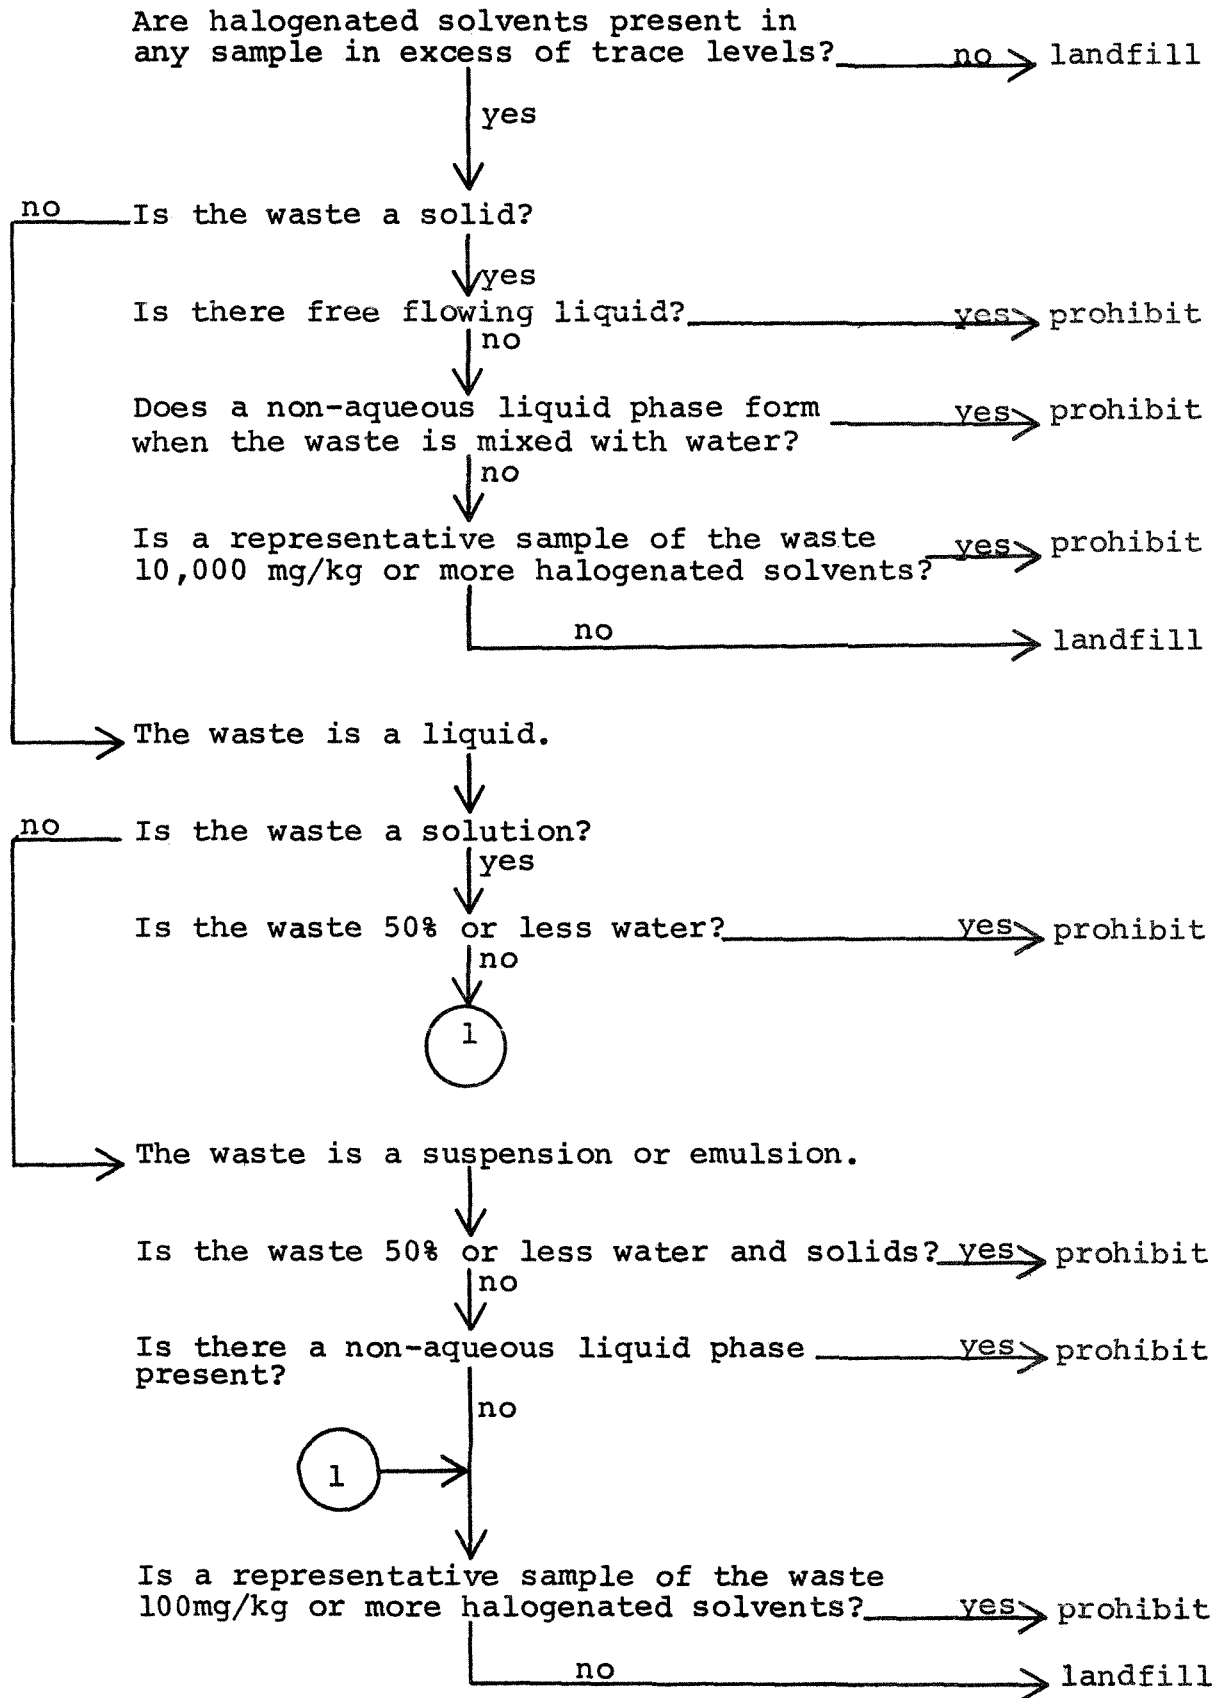 Are halogenated solvents present in
any sample in excess of trace levels? no landfill
yes
no Is the waste a solid?
yes
Is there free flowing liquid? yes prohibit
no
Does a non-aqueous liquid phase form yes prohibit
when the waste is mixed with water?
no
Is a representative sample of the waste yes prohibit
10,000 mg/kg or more halogenated solvents?
no landfill
The waste is a liquid.
no Is the waste a solution?
yes
Is the waste 50% or less water? yes prohibit
no
1
The waste is a suspension or emulsion.
Is the waste 50% or less water and solids? yes prohibit
no
Is there a non-aqueous liquid phase yes prohibit
present?
no
1
Is a representative sample of the waste
100mg/kg or more halogenated solvents? yes prohibit
no landfill